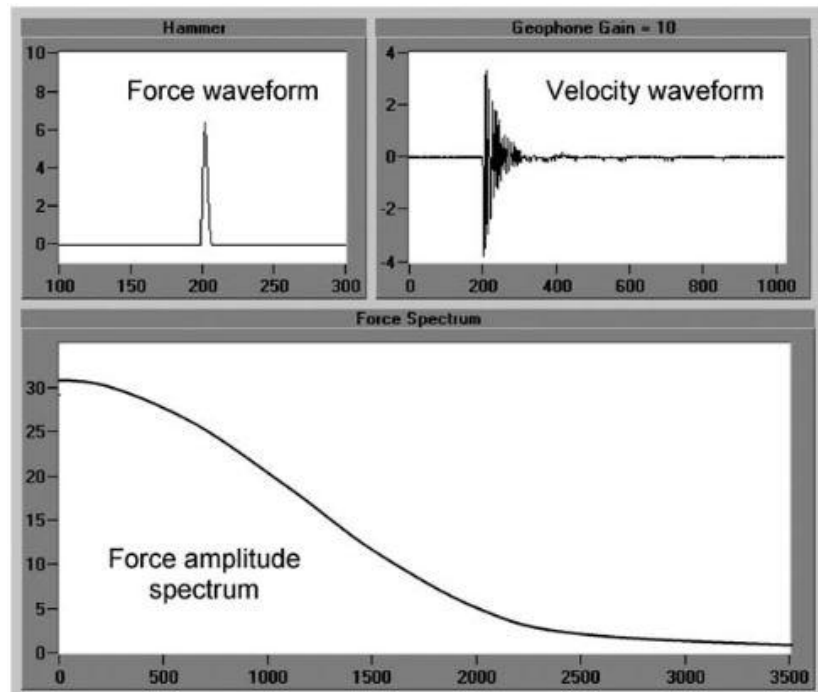 Hammer
10
8
6
4
2
0
100 150 200 250 300
Force waveform
Geophone Gain = 10
4
2
0
-2
-4
0 200 400 600 800 1000
Velocity waveform
Force Spectrum
30
25
20
15
10
5
0
0 500 1000 1500 2000 2500 3000 3500
Force amplitude
spectrum